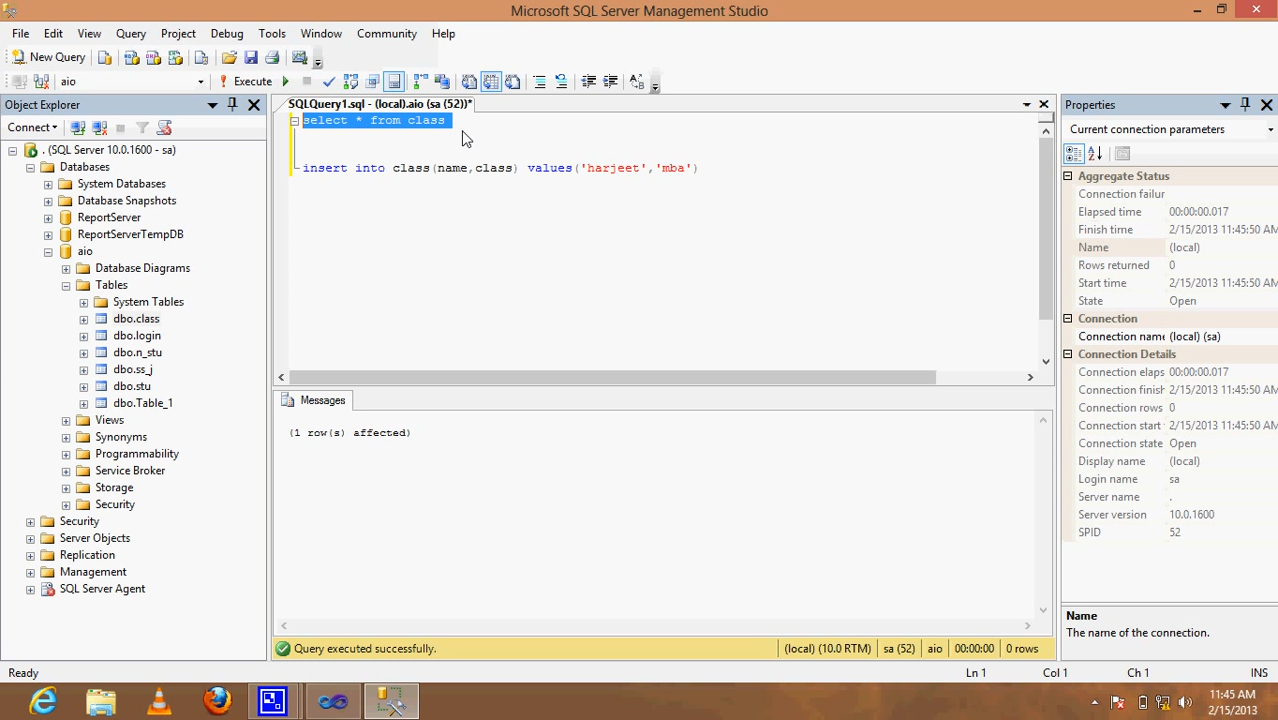 Microsoft SQL Server Management Studio
File Edit View Query Project Debug Tools Window Community Help
New Query
aio Execute
Object Explorer
Connect
. (SQL Server 10.0.1600 - sa)
Databases
System Databases
Database Snapshots
ReportServer
ReportServerTempDB
aio
Database Diagrams
Tables
System Tables
dbo.class
dbo.login
dbo.n_stu
dbo.ss_j
dbo.stu
dbo.Table_1
Views
Synonyms
Programmability
Service Broker
Storage
Security
Security
Server Objects
Replication
Management
SQL Server Agent
SQLQuery1.sql - (local).aio (sa (52))*
select * from class
insert into class(name,class) values('harjeet','mba')
Messages
(1 row(s) affected)
Query executed successfully. (local) (10.0 RTM) sa (52) aio 00:00:00 0 rows
Properties
Current connection parameters
Aggregate Status
Connection failur
Elapsed time 00:00:00.017
Finish time 2/15/2013 11:45:50 AM
Name (local)
Rows returned 0
Start time 2/15/2013 11:45:50 AM
State Open
Connection
Connection name (local) (sa)
Connection Details
Connection elaps 00:00:00.017
Connection finish 2/15/2013 11:45:50 AM
Connection rows 0
Connection start 2/15/2013 11:45:50 AM
Connection state Open
Display name (local)
Login name sa
Server name .
Server version 10.0.1600
SPID 52
Name
The name of the connection.
Ready Ln 1 Col 1 Ch 1 INS
11:45 AM
2/15/2013